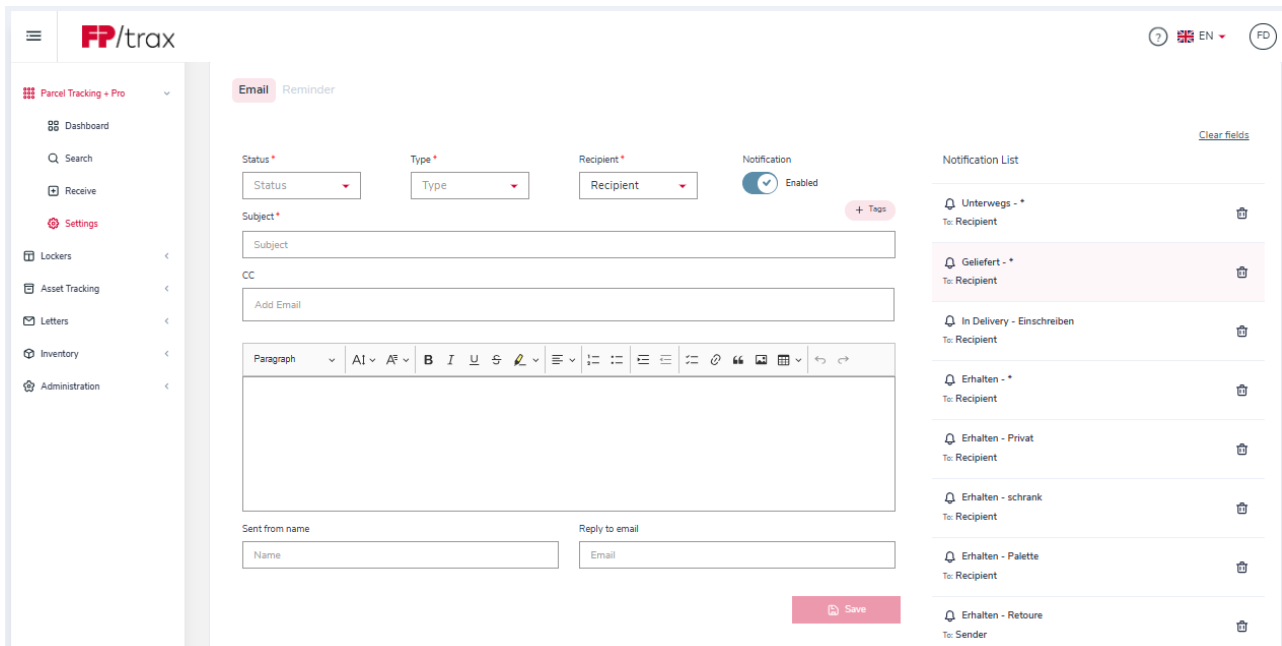 FP/trax
? EN FD
Parcel Tracking + Pro
Dashboard
Search
Receive
Settings
Lockers
Asset Tracking
Letters
Inventory
Administration
Email Reminder
Clear fields
Status * Type * Recipient * Notification
Status Type Recipient Enabled
+ Tags
Subject *
Subject
CC
Add Email
Paragraph
Sent from name Reply to email
Name Email
Save
Notification List
Unterwegs - *
To: Recipient
Geliefert - *
To: Recipient
In Delivery - Einschreiben
To: Recipient
Erhalten - *
To: Recipient
Erhalten - Privat
To: Recipient
Erhalten - schrank
To: Recipient
Erhalten - Palette
To: Recipient
Erhalten - Retoure
To: Sender